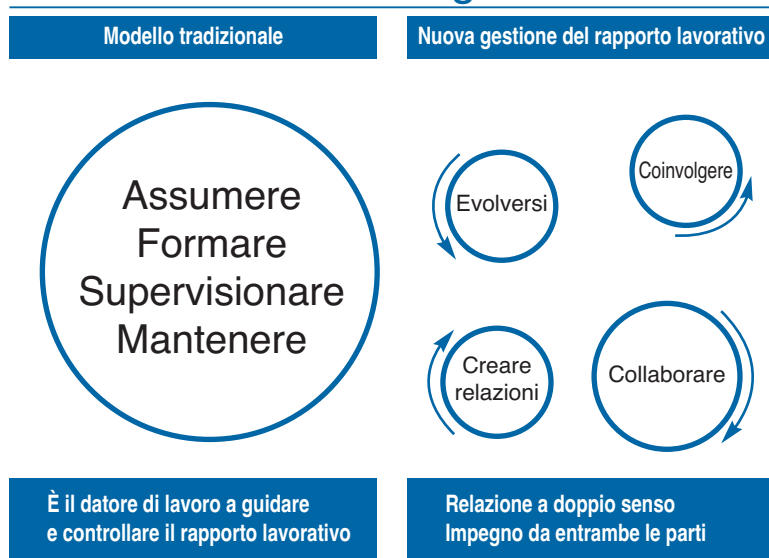 Modello tradizionale
Assumere
Formare
Supervisionare
Mantenere
È il datore di lavoro a guidare
e controllare il rapporto lavorativo
Nuova gestione del rapporto lavorativo
Evolversi
Coinvolgere
Creare
relazioni
Collaborare
Relazione a doppio senso
Impegno da entrambe le parti